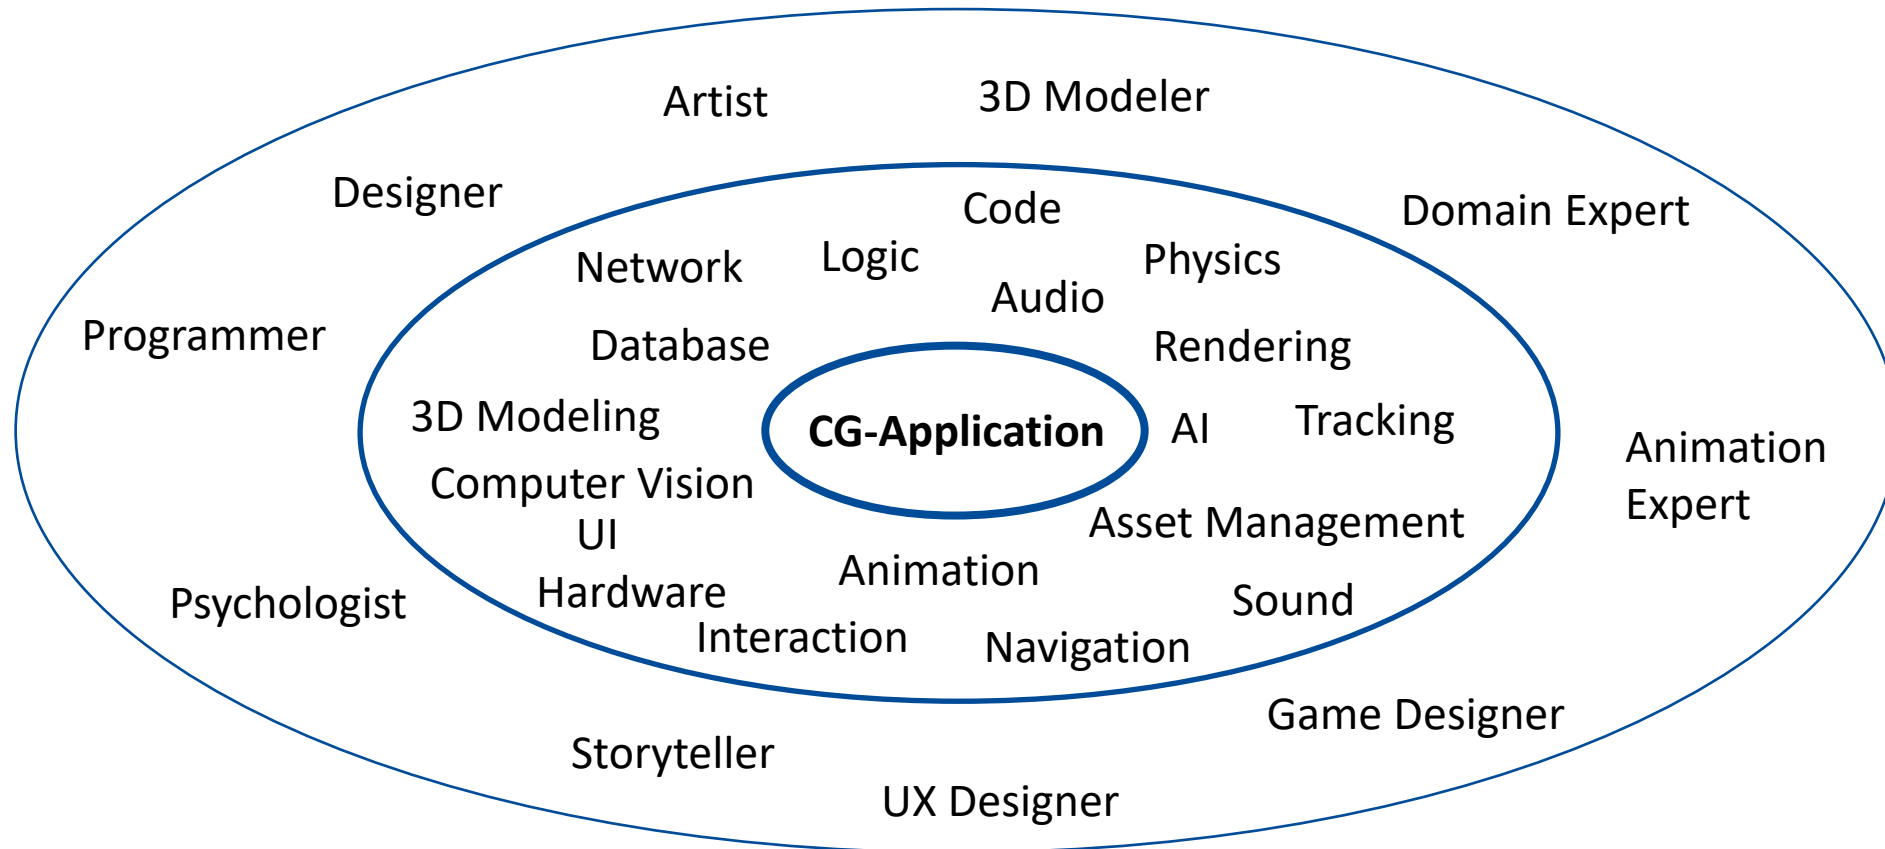 Artist
3D Modeler
Designer
Domain Expert
Code
Network
Logic
Physics
Audio
Programmer
Database
Rendering
3D Modeling
CG-Application
AI
Tracking
Animation
Expert
Computer Vision
UI
Asset Management
Animation
Hardware
Sound
Psychologist
Interaction
Navigation
Game Designer
Storyteller
UX Designer